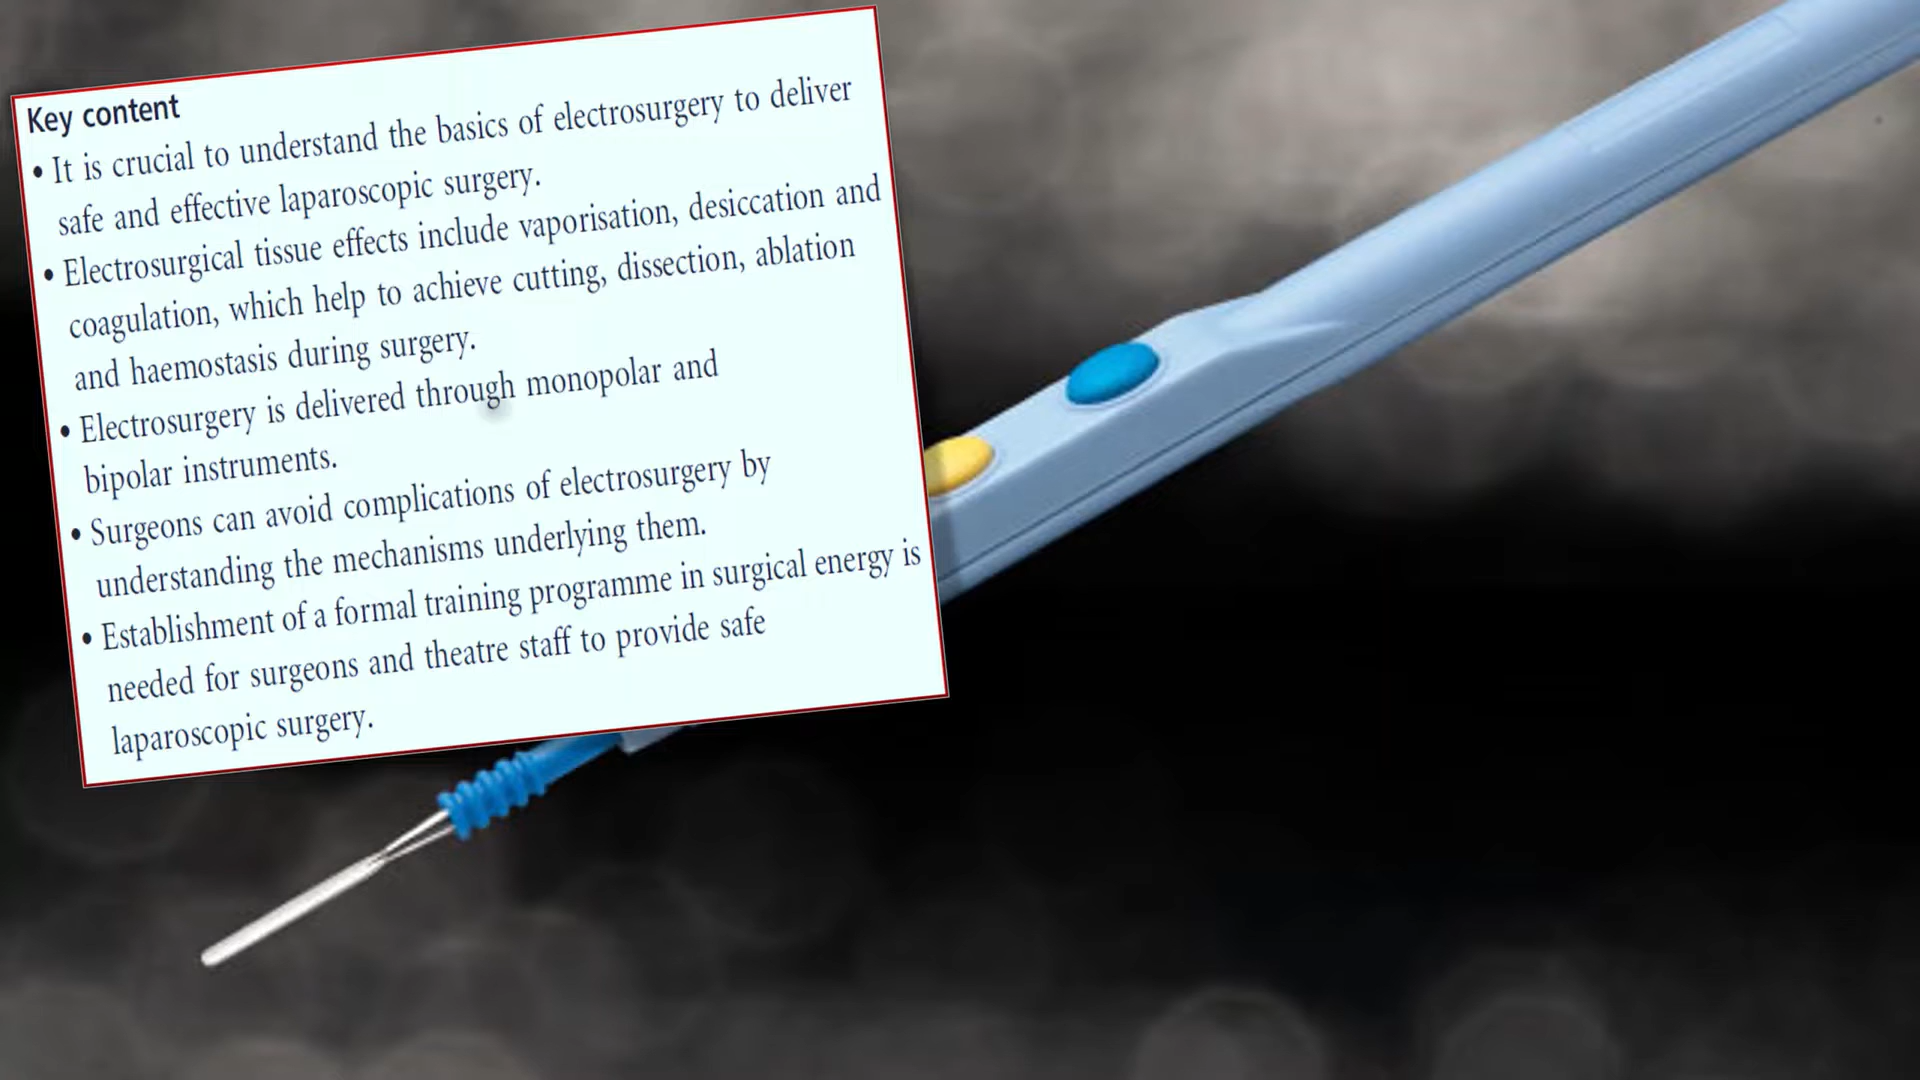 Key content
• It is crucial to understand the basics of electrosurgery to deliver
safe and effective laparoscopic surgery.
• Electrosurgical tissue effects include vaporisation, desiccation and
coagulation, which help to achieve cutting, dissection, ablation
and haemostasis during surgery.
• Electrosurgery is delivered through monopolar and
bipolar instruments.
• Surgeons can avoid complications of electrosurgery by
understanding the mechanisms underlying them.
• Establishment of a formal training programme in surgical energy is
needed for surgeons and theatre staff to provide safe
laparoscopic surgery.